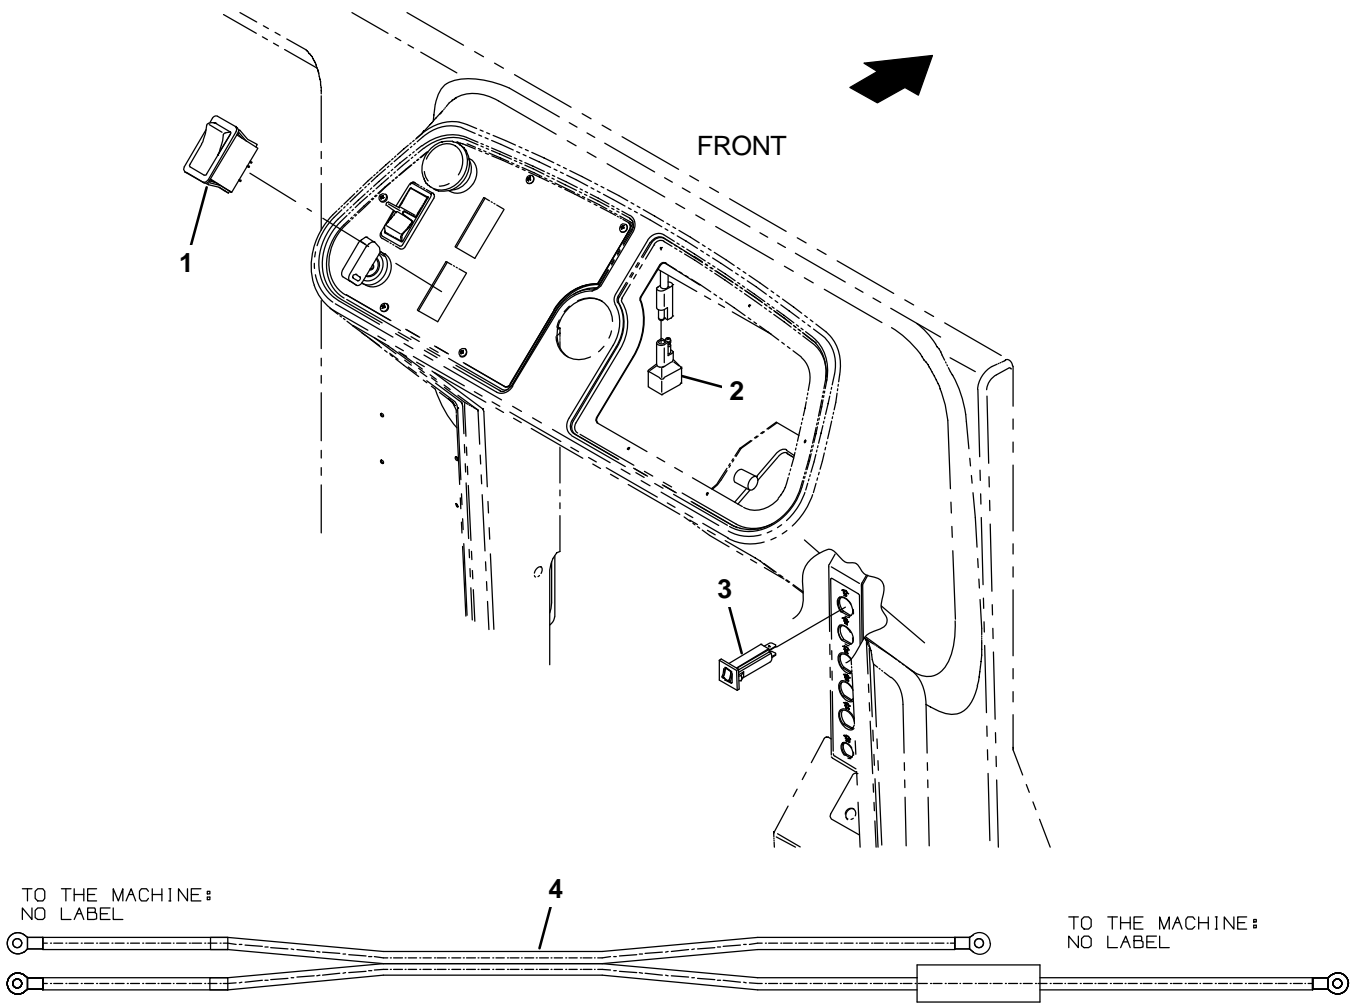 FRONT
1
2
3
4
TO THE MACHINE:
NO LABEL
TO THE MACHINE:
NO LABEL